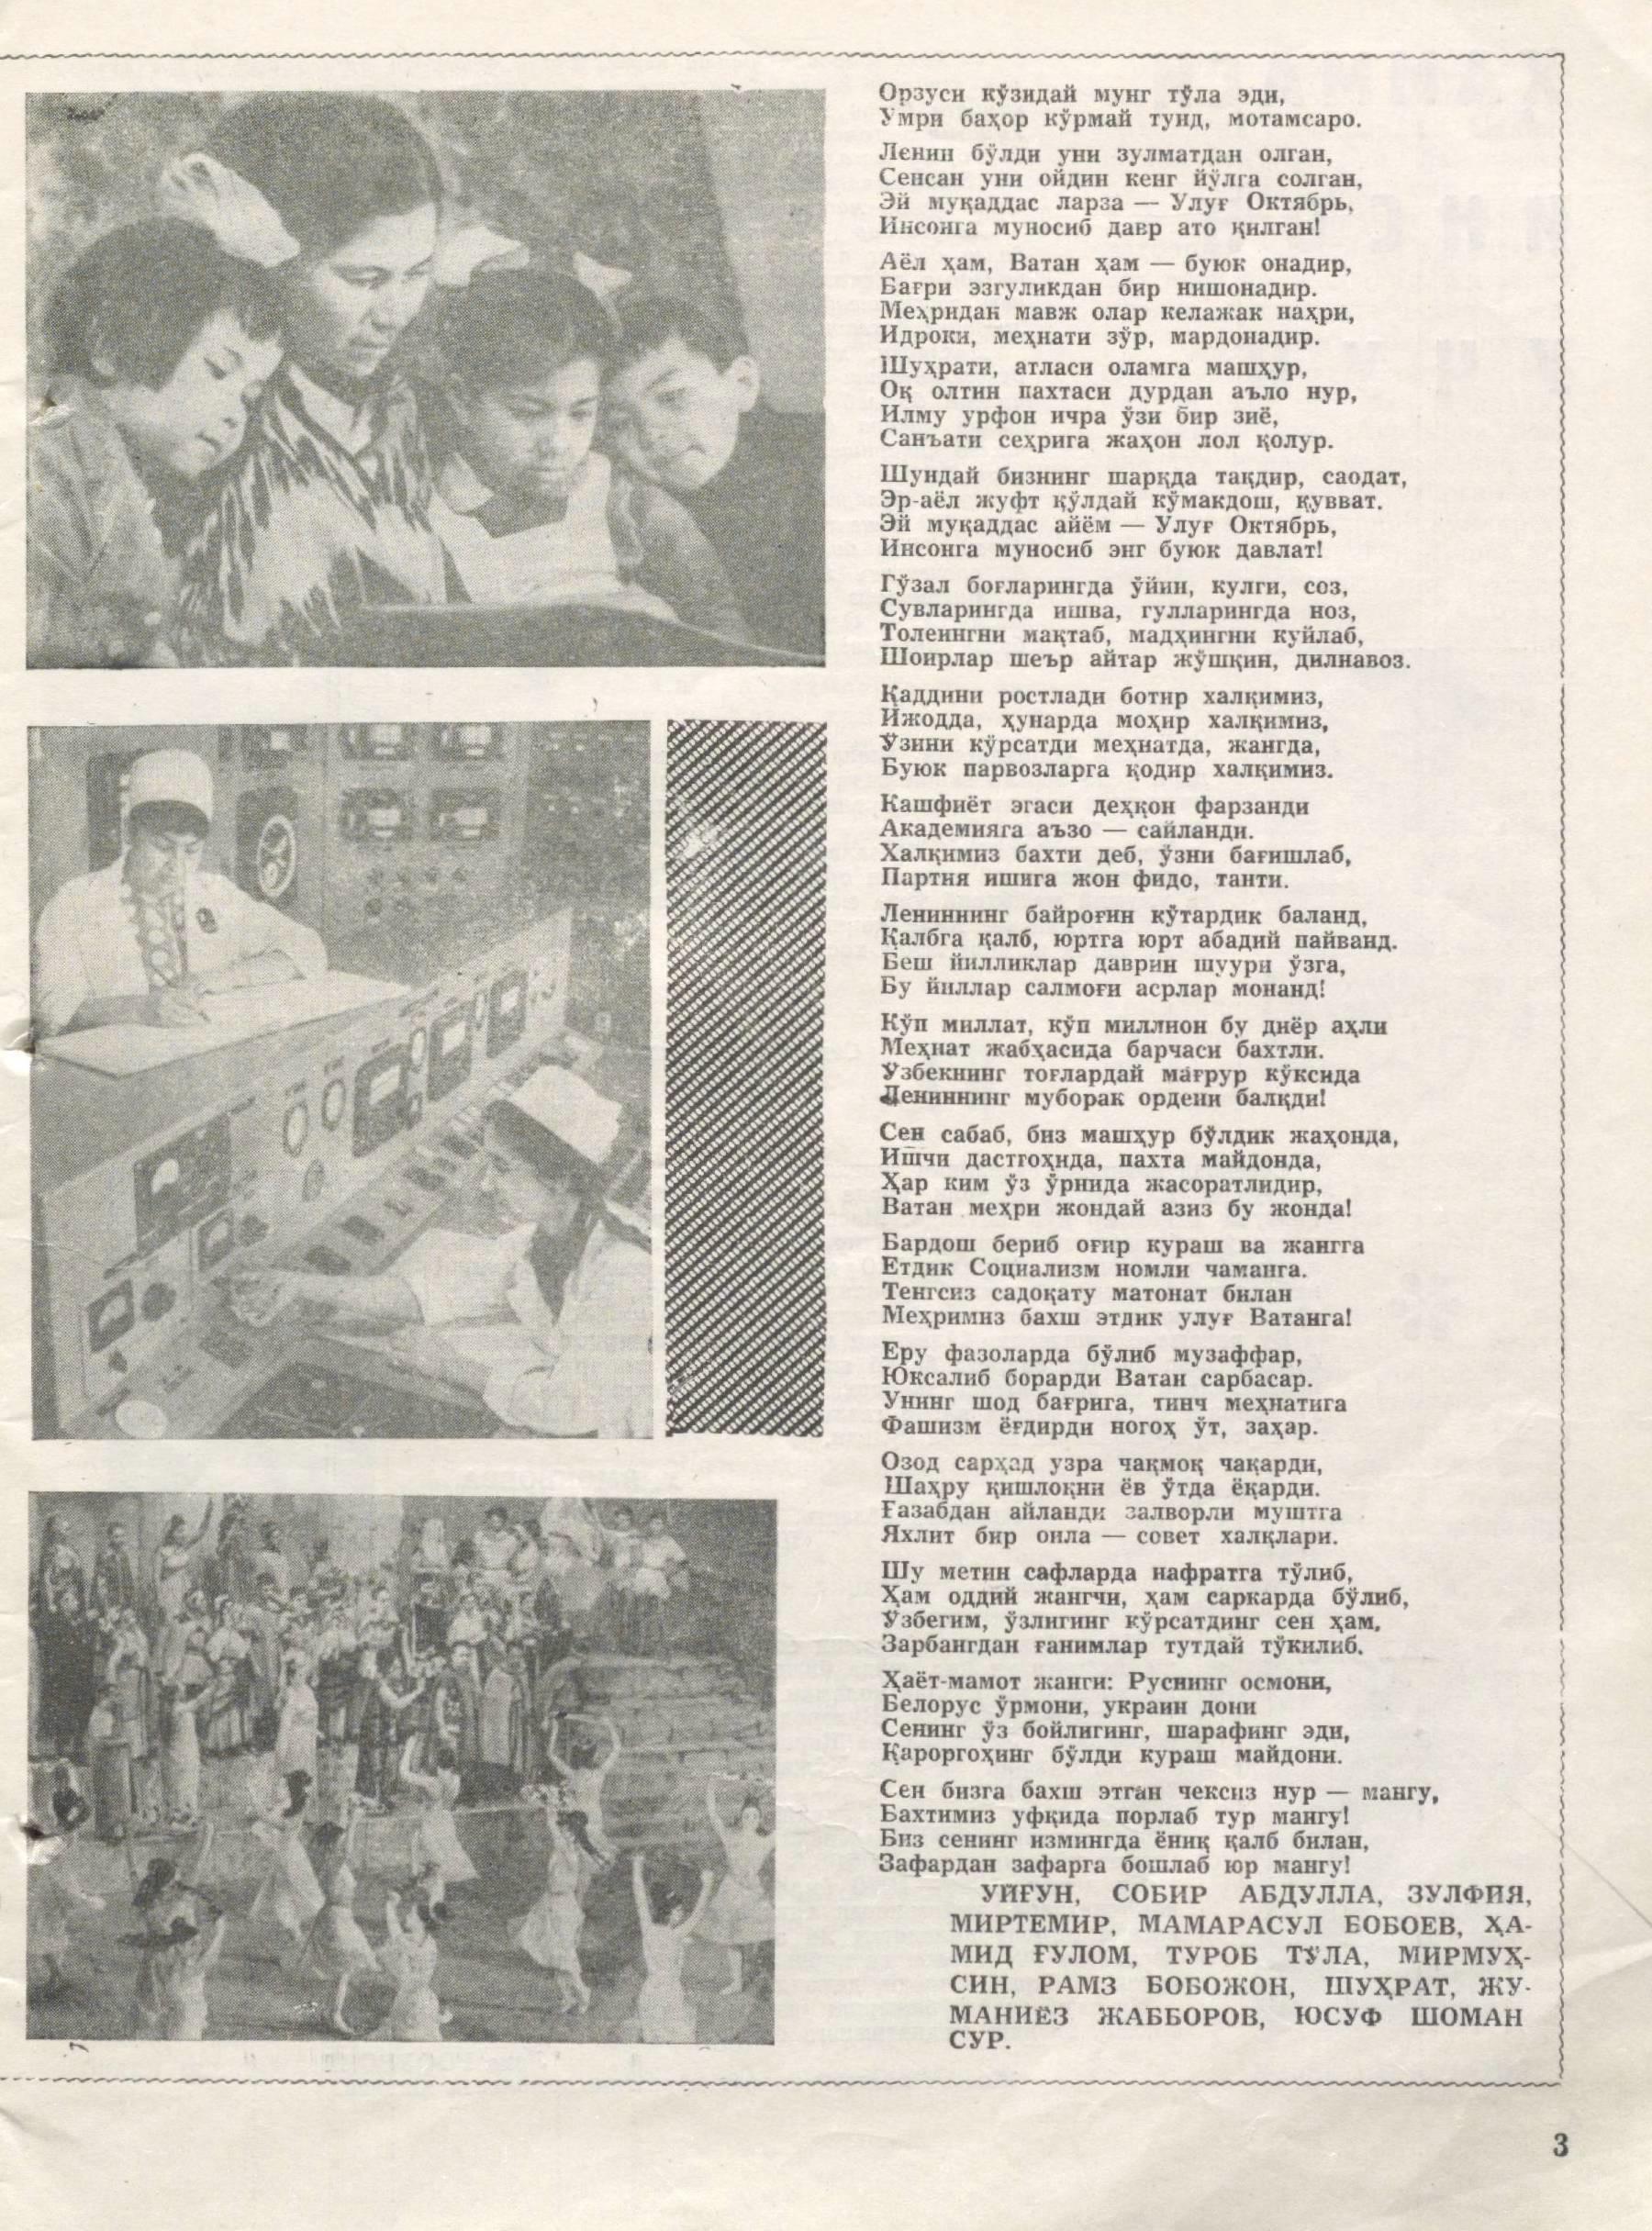 Орзуси кўзидай мунг тўла эди,
Умри баҳор кўрмай тунд, мотамсаро.
Ленин бўлди уни зулматдан олган,
Сенсан уни ойдин кенг йўлга солган,
Эй муқаддас ларза — Улуғ Октябрь,
Инсонга муносиб давр ато қилган!
Аёл ҳам, Ватан ҳам — буюк онадир,
Бағри эзгуликдан бир нишонадир.
Меҳридан мавж олар келажак наҳри,
Идроки, меҳнати зўр, мардонадир.
Шуҳрати, атласи оламга машҳур,
Оқ олтин пахтаси дурдан аъло нур,
Илму урфон ичра ўзи бир зиё,
Санъати сеҳрига жаҳон лол қолур.
Шундай бизнинг шарқда тақдир, саодат,
Эр-аёл жуфт қўлдай кўмакдош, қувват.
Эй муқаддас айём — Улуғ Октябрь,
Инсонга муносиб энг буюк давлат!
Гўзал боғларингда ўйин, кулги, соз,
Сувларингда ишва, гулларингда ноз,
Толеингни мақтаб, мадҳингни куйлаб,
Шоирлар шеър айтар жўшқин, дилнавоз.
Қаддини ростлади ботир халқимиз,
Ижодда, ҳунарда моҳир халқимиз,
Ўзини кўрсатди меҳнатда, жангда,
Буюк парвозларга қодир халқимиз.
Кашфиёт эгаси деҳқон фарзанди
Академияга аъзо — сайланди.
Халқимиз бахти деб, ўзни бағишлаб,
Партия ишига жон фидо, танти.
Лениннинг байроғин кўтардик баланд,
Қалбга қалб, юртга юрт абадий пайванд.
Беш йилликлар даврин шуури ўзга,
Бу йиллар салмоғи асрлар монанд!
Кўп миллат, кўп миллион бу диёр аҳли
Меҳнат жабҳасида барчаси бахтли.
Ўзбекнинг тоғлардай мағрур кўксида
Лениннинг муборак ордени балқди!
Сен сабаб, биз машҳур бўлдик жаҳонда,
Ишчи дастгоҳида, пахта майдонда,
Ҳар ким ўз ўрнида жасоратлидир,
Ватан меҳри жондай азиз бу жонда!
Бардош бериб оғир кураш ва жангга
Етдик Социализм номли чаманга.
Тенгсиз садоқату матонат билан
Меҳримиз бахш этдик улуғ Ватанга!
Еру фазоларда бўлиб музаффар,
Юксалиб борарди Ватан сарбасар.
Унинг шод бағрига, тинч меҳнатига
Фашизм ёғдирди ногоҳ ўт, заҳар.
Озод сарҳад узра чақмоқ чақарди,
Шаҳру қишлоқни ёв ўтда ёқарди.
Ғазабдан айланди залворли муштга
Яхлит бир оила — совет халқлари.
Шу метин сафларда нафратга тўлиб,
Ҳам оддий жангчи, ҳам саркарда бўлиб,
Ўзбегим, ўзлигинг кўрсатдинг сен ҳам,
Зарбангдан ғанимлар тутдай тўкилиб.
Ҳаёт-мамот жанги: Руснинг осмони,
Белорус ўрмони, украин дони
Сенинг ўз бойлигинг, шарафинг эди,
Қароргоҳинг бўлди кураш майдони.
Сен бизга бахш этган чексиз нур — мангу,
Бахтимиз уфқида порлаб тур мангу!
Биз сенинг измингда ёниқ қалб билан,
Зафардан зафарга бошлаб юр мангу!
УЙҒУН, СОБИР АБДУЛЛА, ЗУЛФИЯ,
МИРТЕМИР, МАМАРАСУЛ БОБОЕВ, ҲА-
МИД ҒУЛОМ, ТУРОБ ТЎЛА, МИРМУҲ-
СИН, РАМЗ БОБОЖОН, ШУҲРАТ, ЖУ-
МАНИЁЗ ЖАББОРОВ, ЮСУФ ШОМАН
СУР.
3